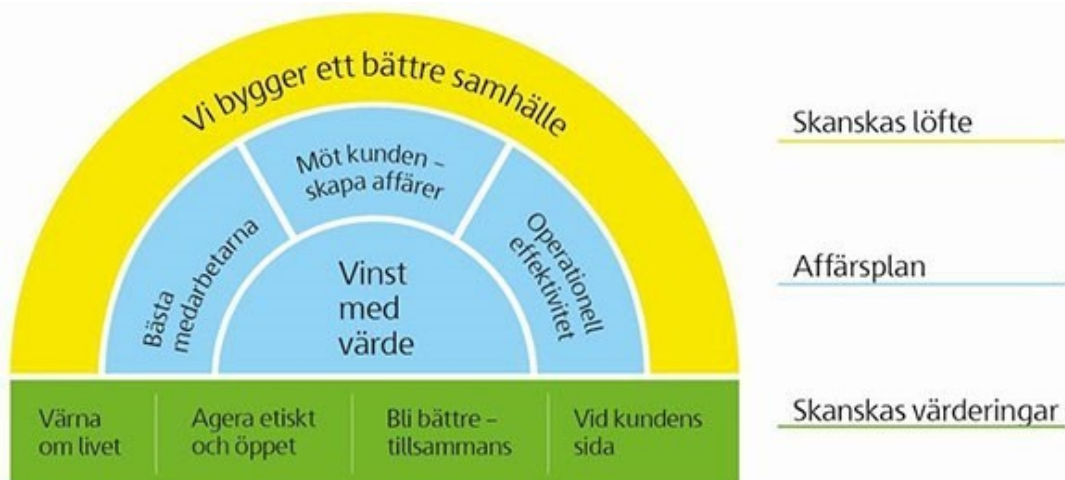 Vi bygger ett bättre samhälle
Möt kunden –
skapa affärer
Bästa
medarbetarna
Operationell
effektivitet
Vinst
med
värde
Värna
om livet
Agera etiskt
och öppet
Bli bättre –
tillsammans
Vid kundens
sida
Skanskas löfte
Affärsplan
Skanskas värderingar